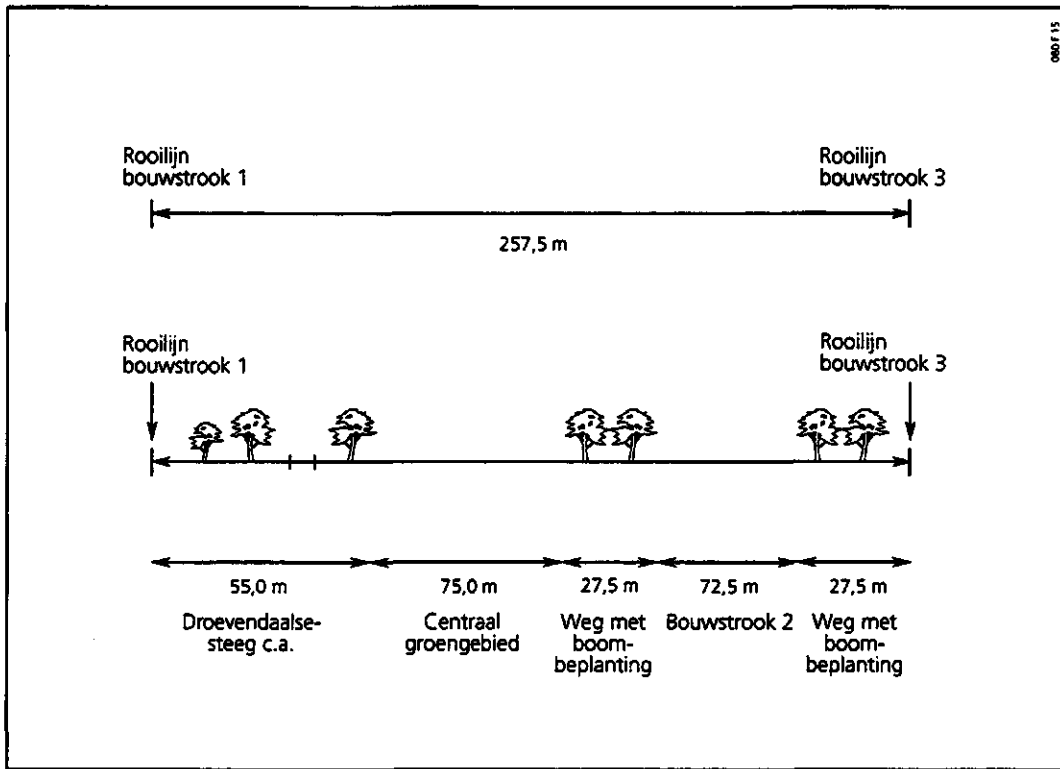 080 F 15
Rooilijn
bouwstrook 1
Rooilijn
bouwstrook 3
257,5 m
Rooilijn
bouwstrook 1
Rooilijn
bouwstrook 3
55,0 m
75,0 m
27,5 m
72,5 m
27,5 m
Droevendaalse-
steeg c.a.
Centraal
groengebied
Weg met
boom-
beplanting
Bouwstrook 2
Weg met
boom-
beplanting